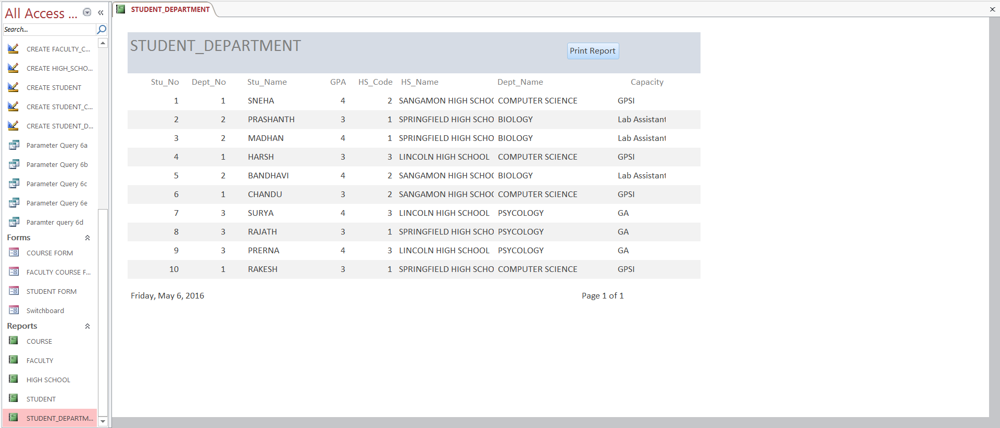 All Access ...
Search...
CREATE FACULTY_C...
CREATE HIGH_SCHO...
CREATE STUDENT
CREATE STUDENT_C...
CREATE STUDENT_D...
Parameter Query 6a
Parameter Query 6b
Parameter Query 6c
Parameter Query 6e
Paramter query 6d
Forms
COURSE FORM
FACULTY COURSE F...
STUDENT FORM
Switchboard
Reports
COURSE
FACULTY
HIGH SCHOOL
STUDENT
STUDENT_DEPARTM...
STUDENT_DEPARTMENT
STUDENT_DEPARTMENT
Print Report
Stu_No Dept_No Stu_Name GPA HS_Code HS_Name Dept_Name Capacity
1 1 SNEHA 4 2 SANGAMON HIGH SCHOO COMPUTER SCIENCE GPSI
2 2 PRASHANTH 3 1 SPRINGFIELD HIGH SCHO BIOLOGY Lab Assistant
3 2 MADHAN 4 1 SPRINGFIELD HIGH SCHO BIOLOGY Lab Assistant
4 1 HARSH 3 3 LINCOLN HIGH SCHOOL COMPUTER SCIENCE GPSI
5 2 BANDHAVI 4 2 SANGAMON HIGH SCHOO BIOLOGY Lab Assistant
6 1 CHANDU 3 2 SANGAMON HIGH SCHOO COMPUTER SCIENCE GPSI
7 3 SURYA 4 3 LINCOLN HIGH SCHOOL PSYCOLOGY GA
8 3 RAJATH 3 1 SPRINGFIELD HIGH SCHO PSYCOLOGY GA
9 3 PRERNA 4 3 LINCOLN HIGH SCHOOL PSYCOLOGY GA
10 1 RAKESH 3 1 SPRINGFIELD HIGH SCHO COMPUTER SCIENCE GPSI
Friday, May 6, 2016 Page 1 of 1